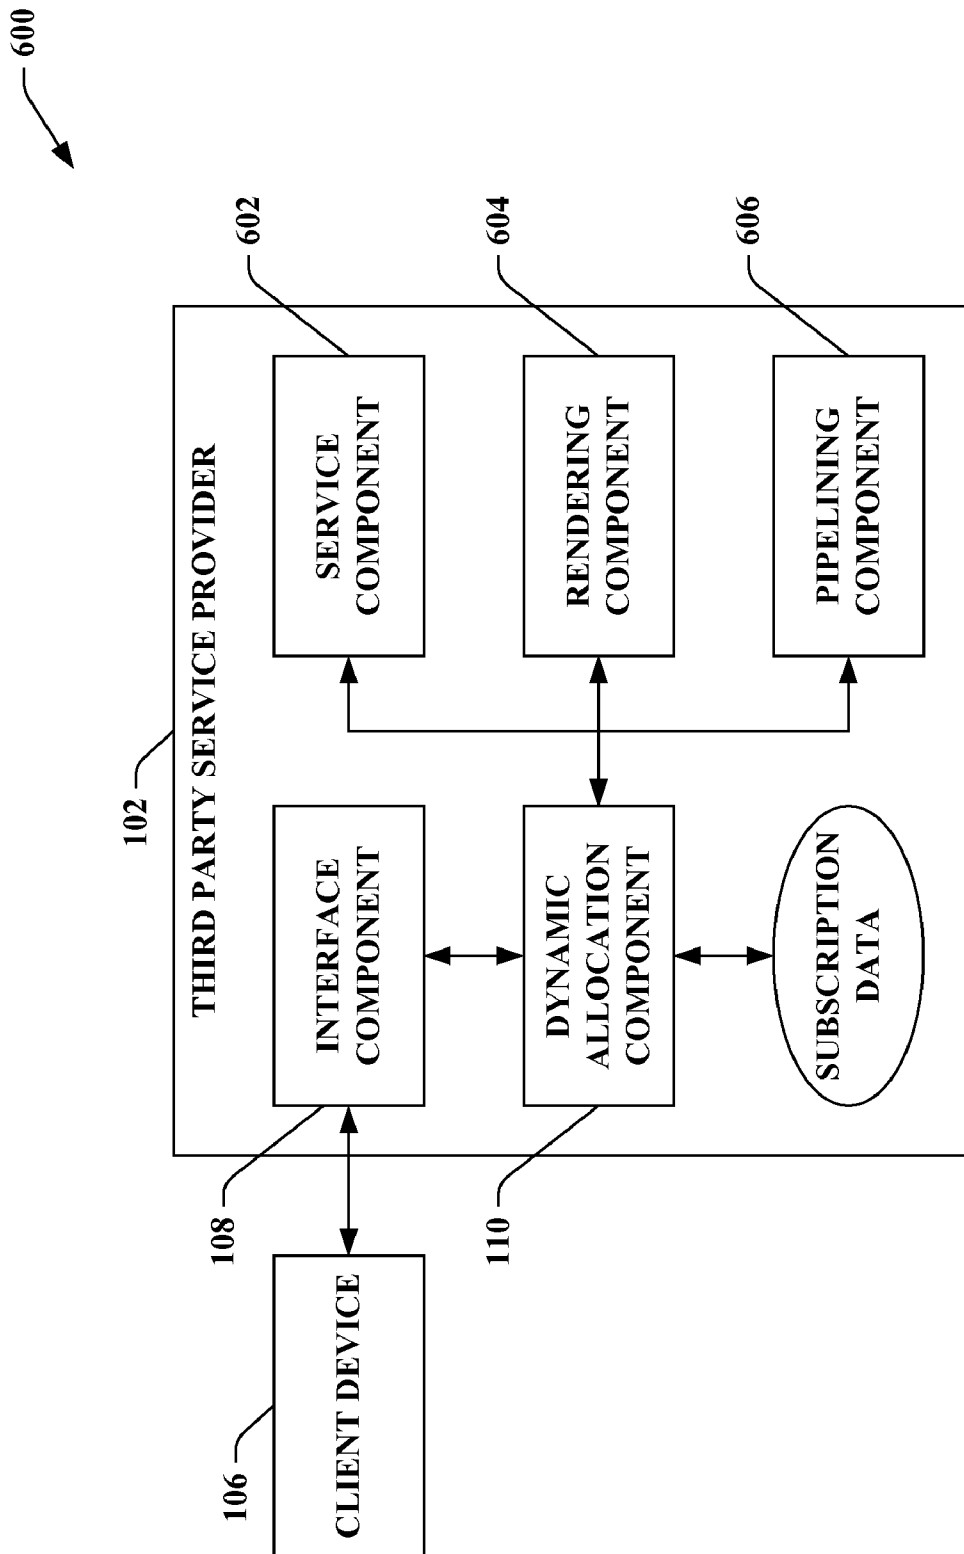 600
102
THIRD PARTY SERVICE PROVIDER
106
CLIENT DEVICE
108
INTERFACE
COMPONENT
602
SERVICE
COMPONENT
110
DYNAMIC
ALLOCATION
COMPONENT
604
RENDERING
COMPONENT
SUBSCRIPTION
DATA
606
PIPELINING
COMPONENT